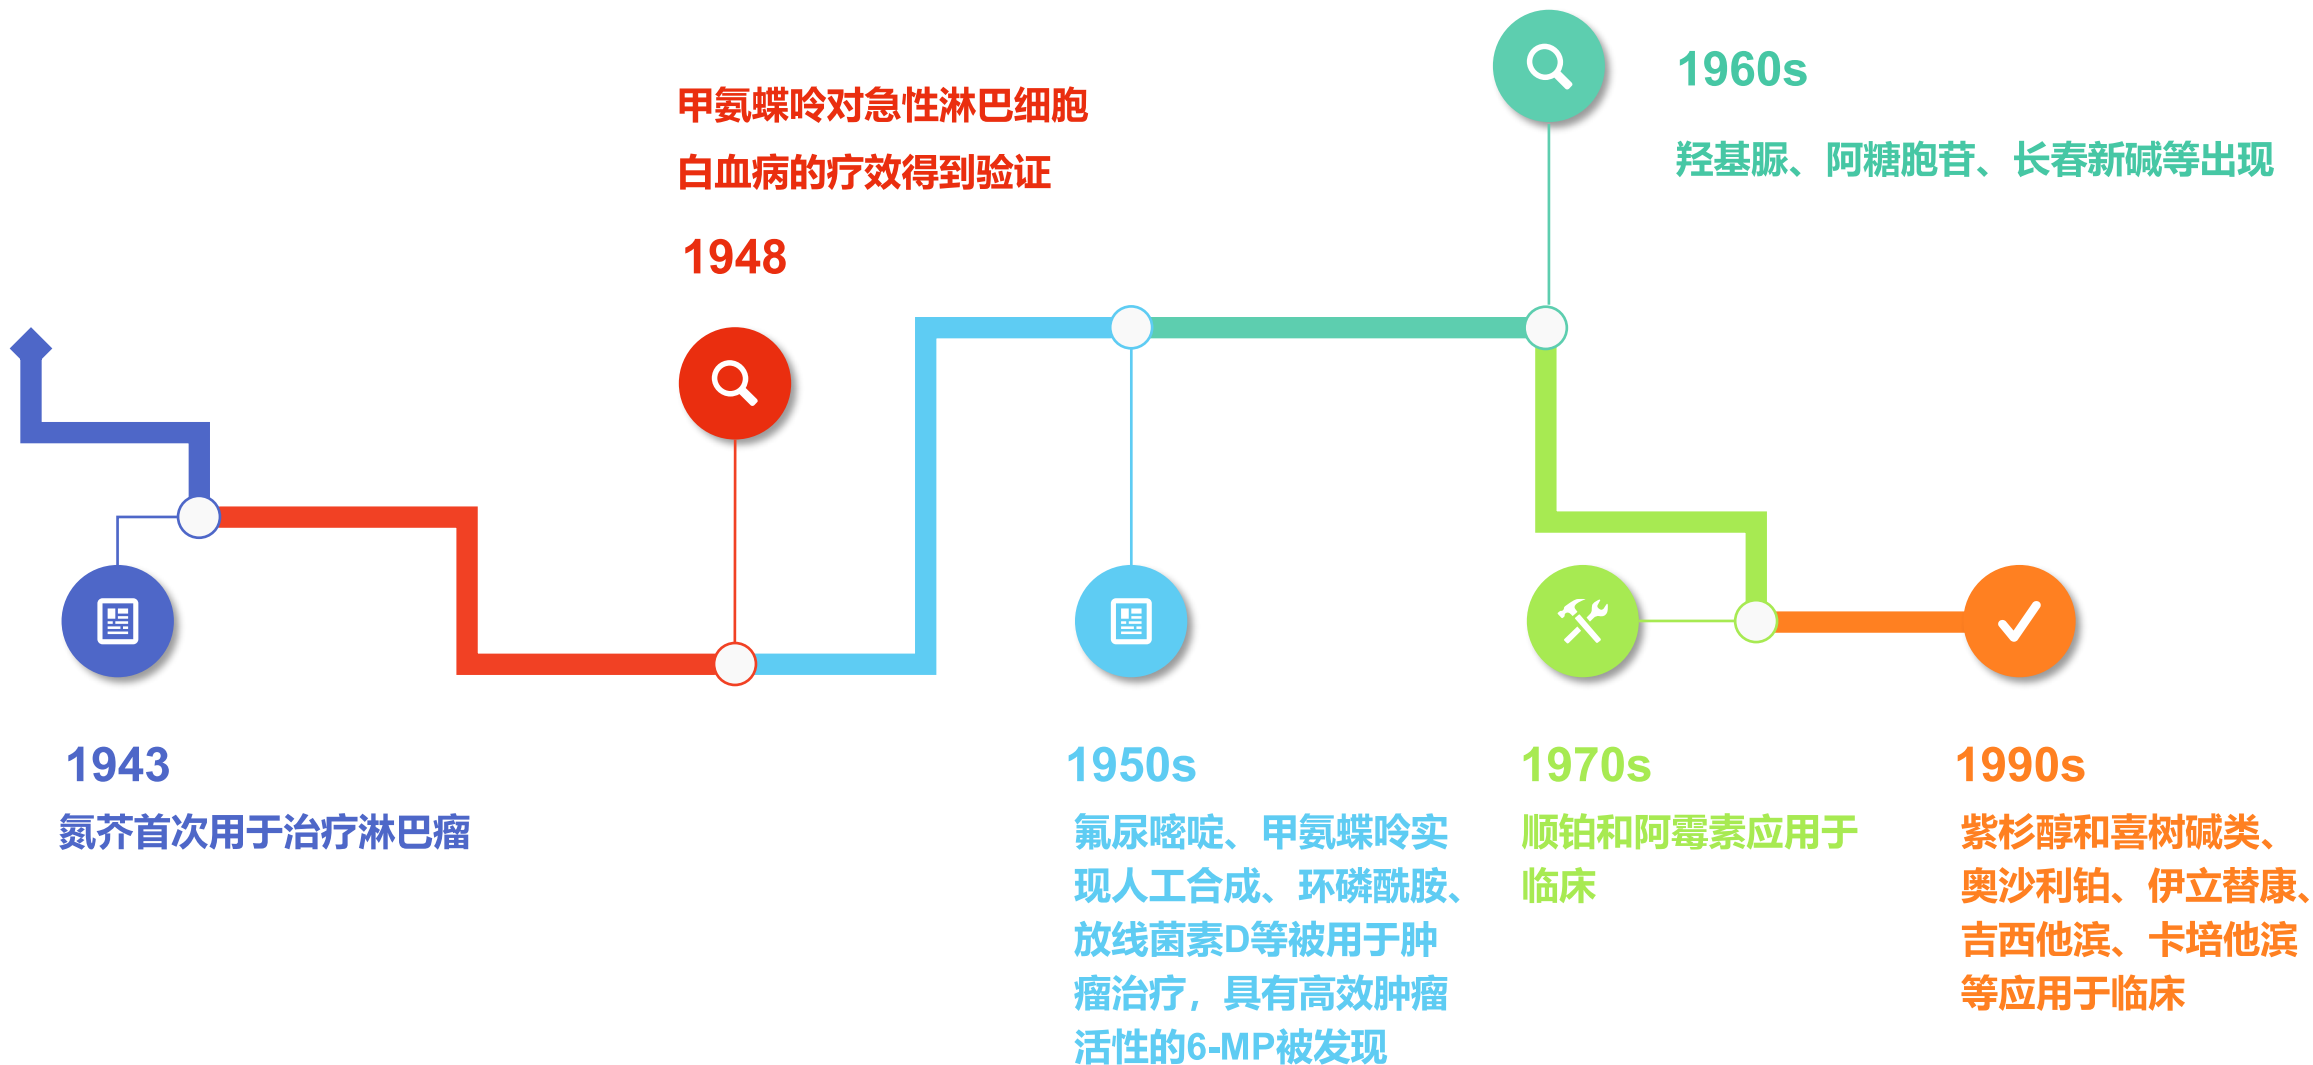 1943
氮芥首次用于治疗淋巴瘤
甲氨蝶呤对急性淋巴细胞
白血病的疗效得到验证
1948
1950s
氟尿嘧啶、甲氨蝶呤实
现人工合成、环磷酰胺、
放线菌素D等被用于肿
瘤治疗，具有高效肿瘤
活性的6-MP被发现
1960s
羟基脲、阿糖胞苷、长春新碱等出现
1970s
顺铂和阿霉素应用于
临床
1990s
紫杉醇和喜树碱类、
奥沙利铂、伊立替康、
吉西他滨、卡培他滨
等应用于临床